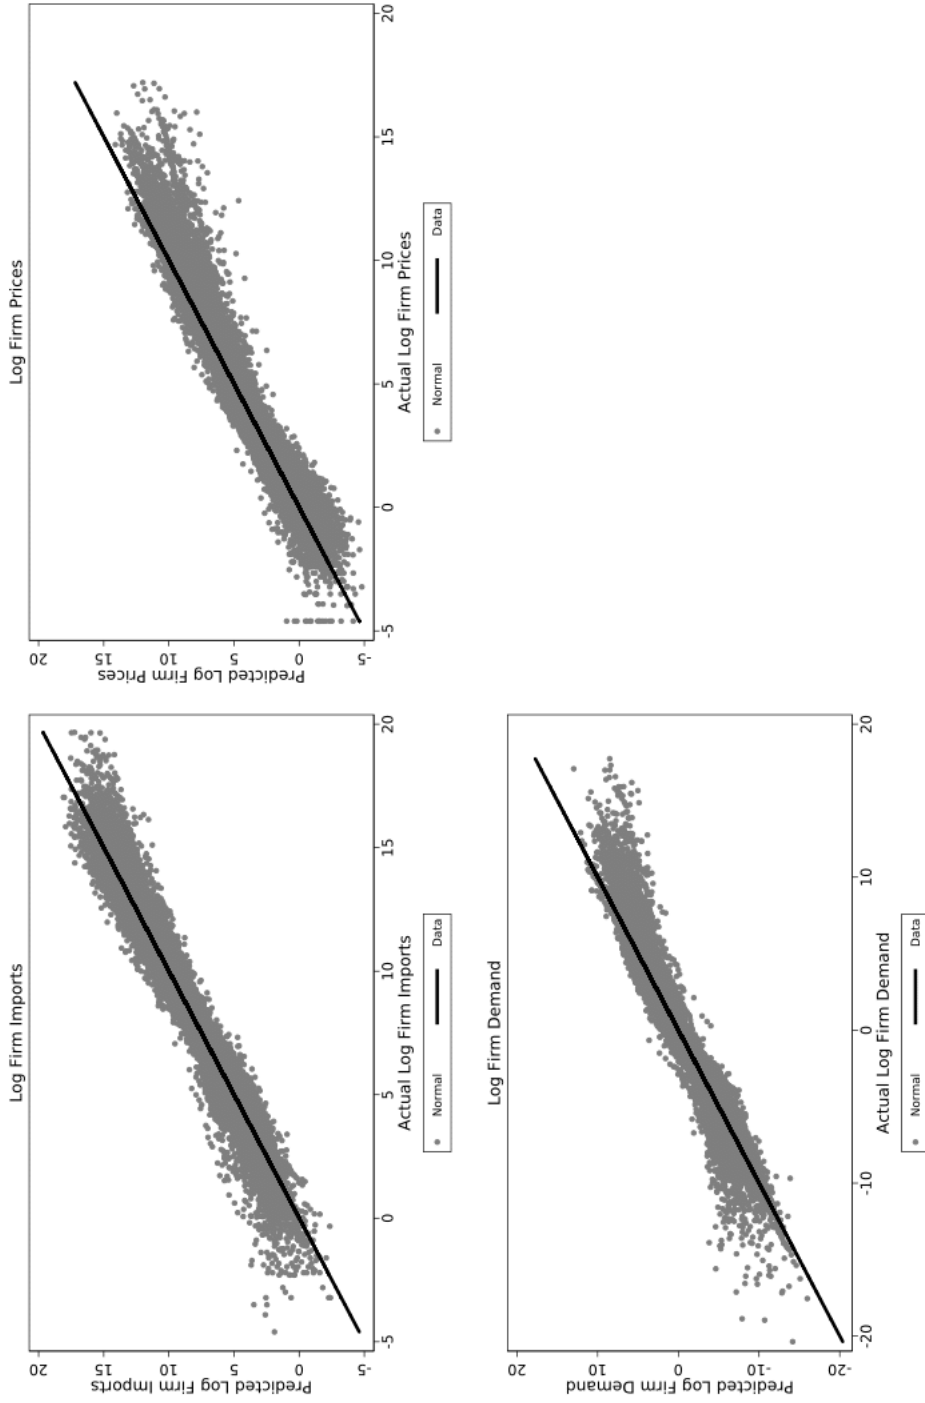 Log Firm Imports
Predicted Log Firm Imports
20
15
10
5
0
-5
-5 0 5 10 15 20
Actual Log Firm Imports
Normal Data
Log Firm Prices
Predicted Log Firm Prices
20
15
10
5
0
-5
-5 0 5 10 15 20
Actual Log Firm Prices
Normal Data
Log Firm Demand
Predicted Log Firm Demand
20
10
0
-10
-20
-20 -10 0 10 20
Actual Log Firm Demand
Normal Data